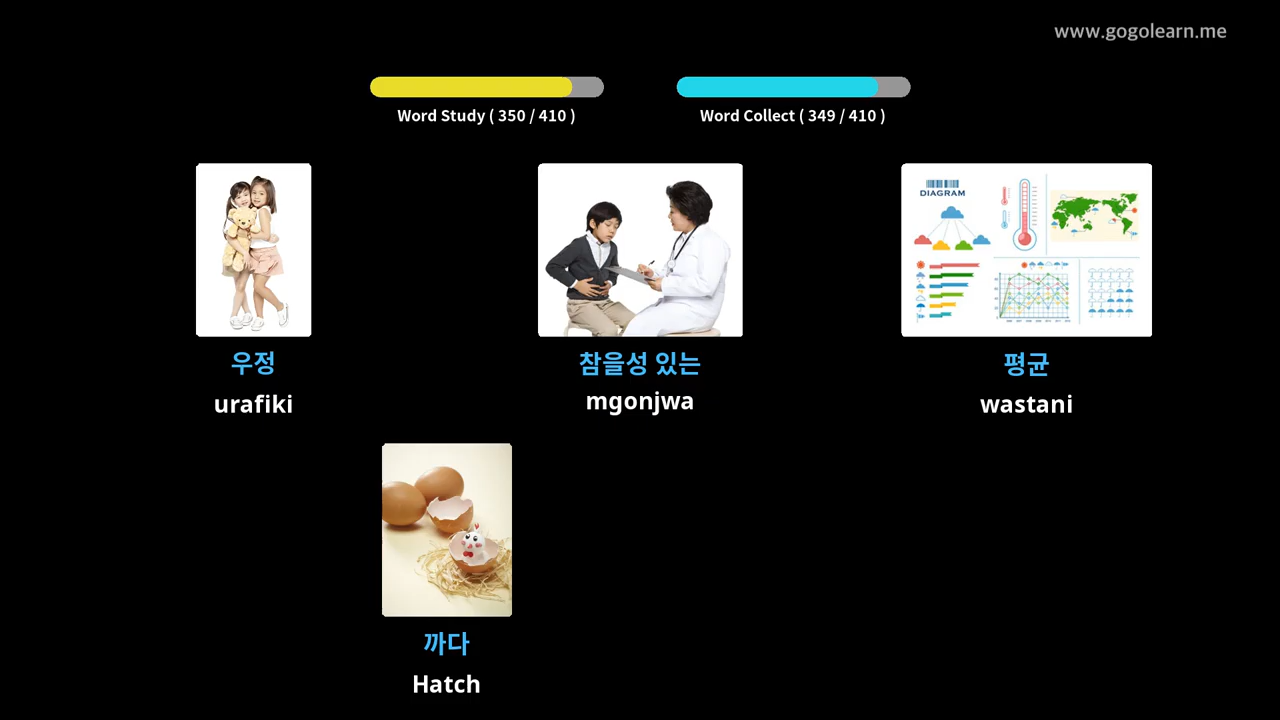 www.gogolearn.me
Word Study ( 350 / 410 )
Word Collect ( 349 / 410 )
DIAGRAM
우정
urafiki
참을성 있는
mgonjwa
평균
wastani
까다
Hatch